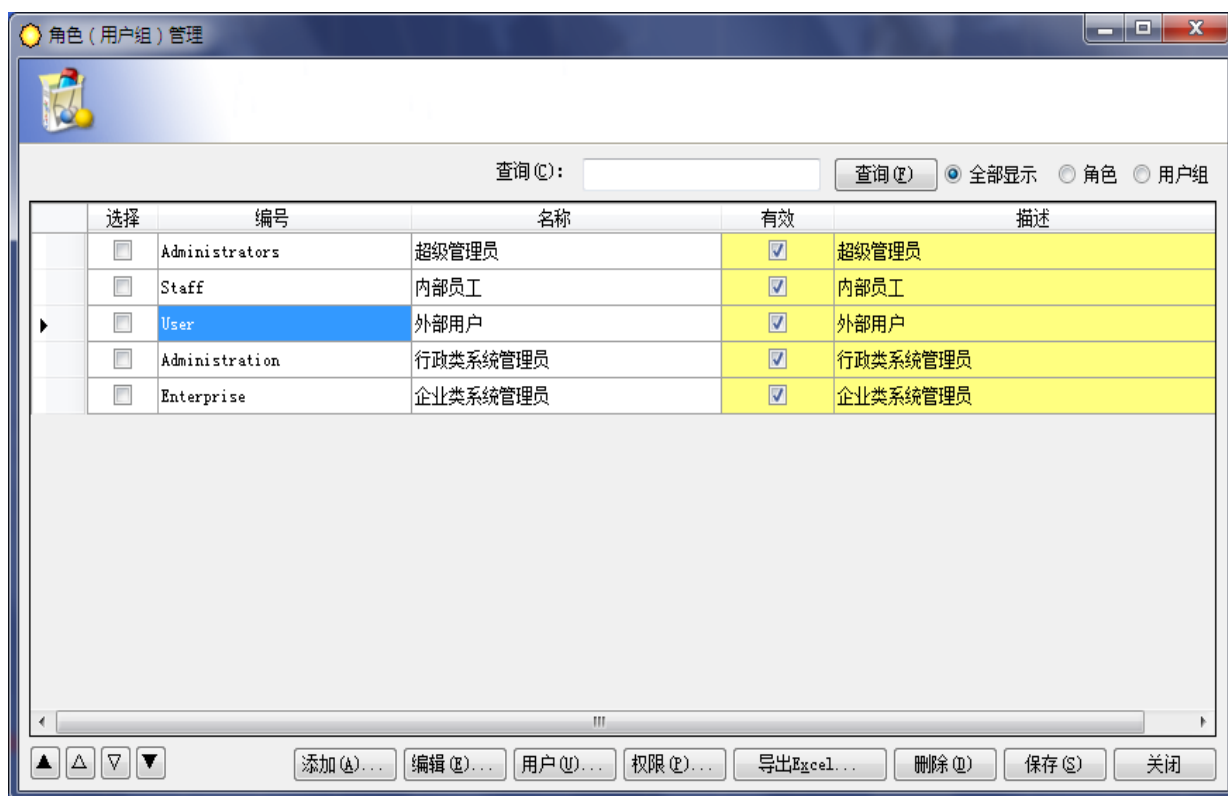 角色（用户组）管理
查询(C): 查询(F) 全部显示 角色 用户组
选择 编号 名称 有效 描述
Administrators 超级管理员 超级管理员
Staff 内部员工 内部员工
User 外部用户 外部用户
Administration 行政类系统管理员 行政类系统管理员
Enterprise 企业类系统管理员 企业类系统管理员
添加(A)... 编辑(E)... 用户(U)... 权限(P)... 导出Excel... 删除(D) 保存(S) 关闭